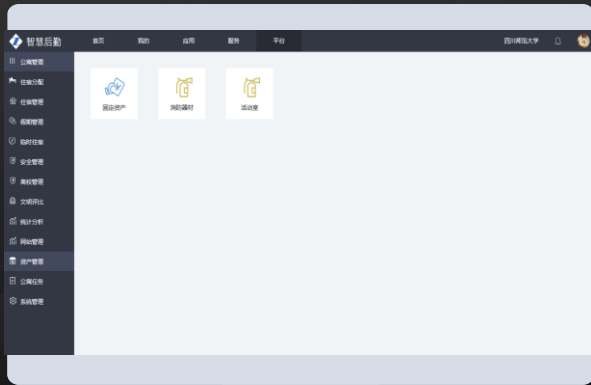 智慧后勤
首页 我的 应用 服务 平台
四川师范大学
公寓管理
住宿分配
住宿管理
假期管理
临时住宿
安全管理
离校管理
文明评比
统计分析
网站管理
资产管理
公寓任务
系统管理
固定资产 消防器材 活动室